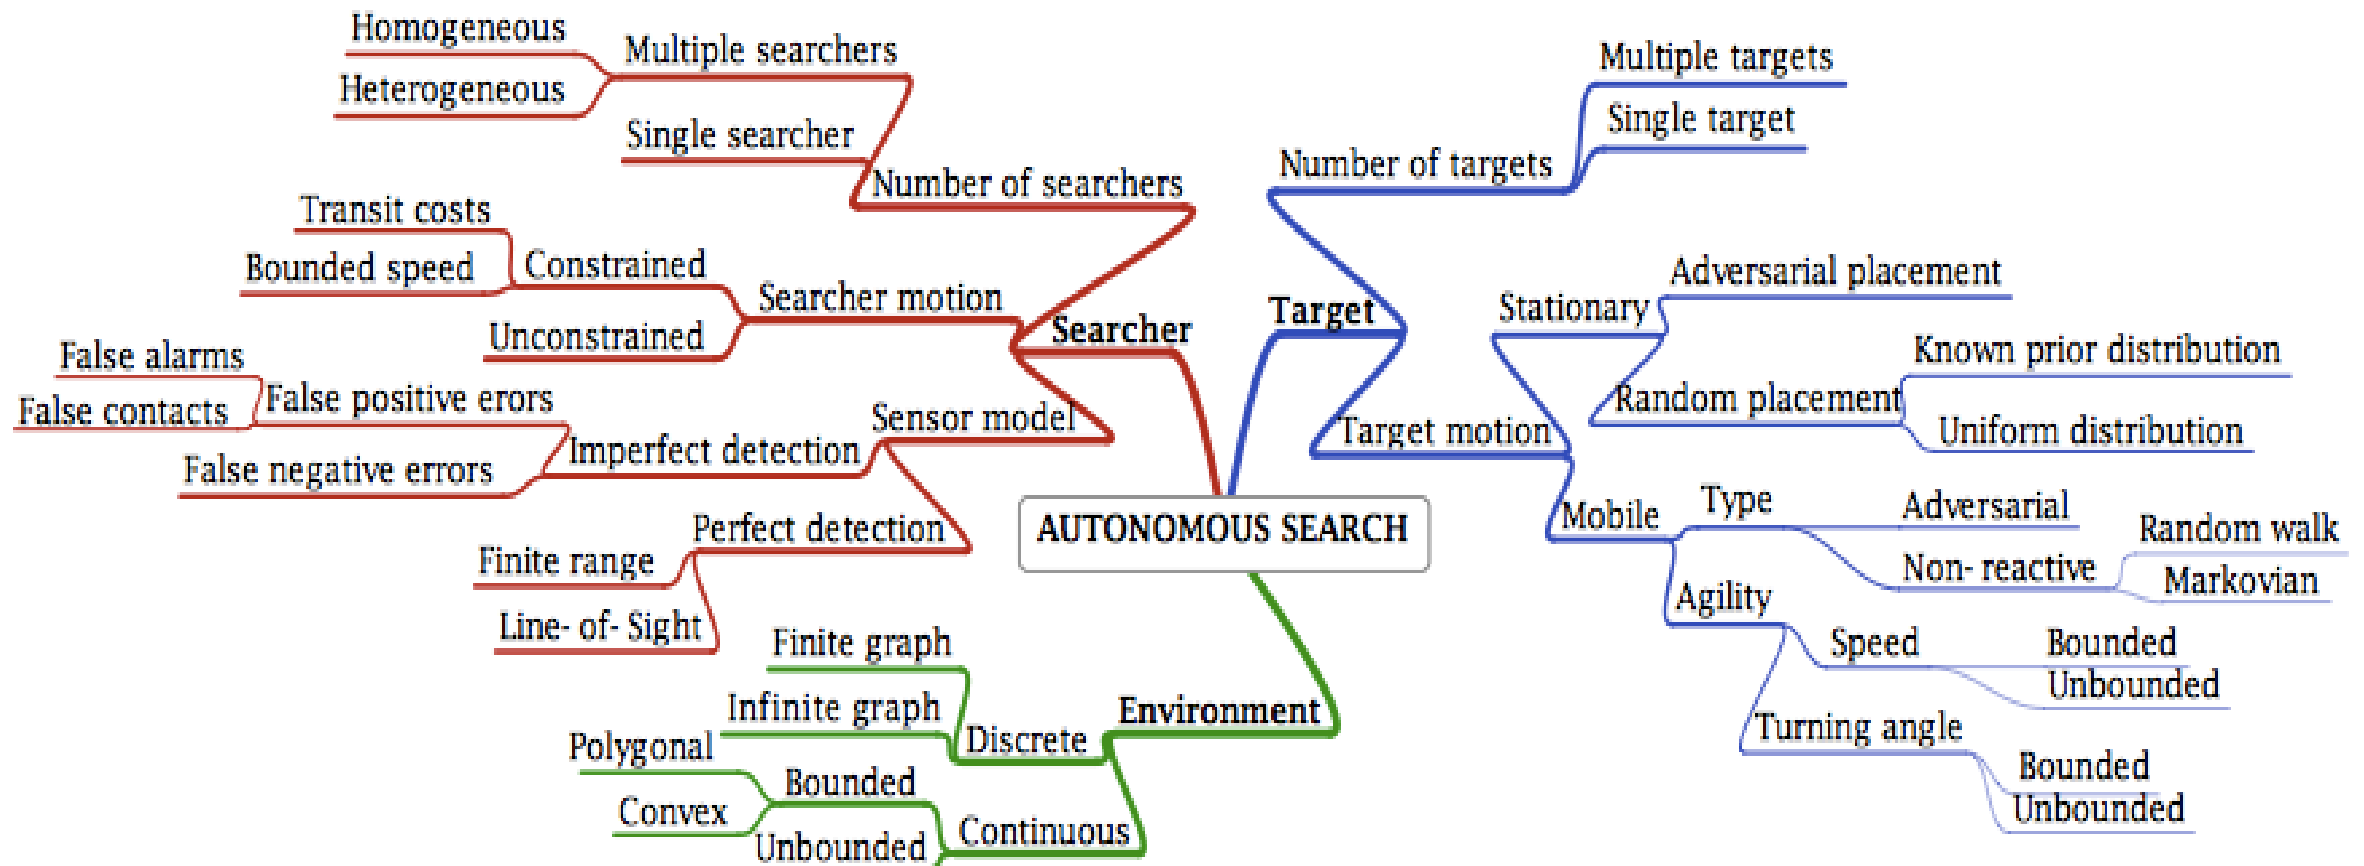 Homogeneous
Multiple searchers
Heterogeneous
Single searcher
Number of searchers
Transit costs
Bounded speed
Constrained
Searcher motion
Unconstrained
Searcher
False alarms
False contacts
False positive erors
Sensor model
Imperfect detection
False negative errors
Perfect detection
Finite range
Line- of- Sight
Multiple targets
Single target
Number of targets
Target
Adversarial placement
Stationary
Known prior distribution
Random placement
Uniform distribution
Target motion
Mobile
Type
Adversarial
Random walk
Non- reactive
Markovian
Agility
Speed
Bounded
Unbounded
Turning angle
Bounded
Unbounded
AUTONOMOUS SEARCH
Finite graph
Infinite graph
Discrete
Environment
Polygonal
Bounded
Convex
Unbounded
Continuous